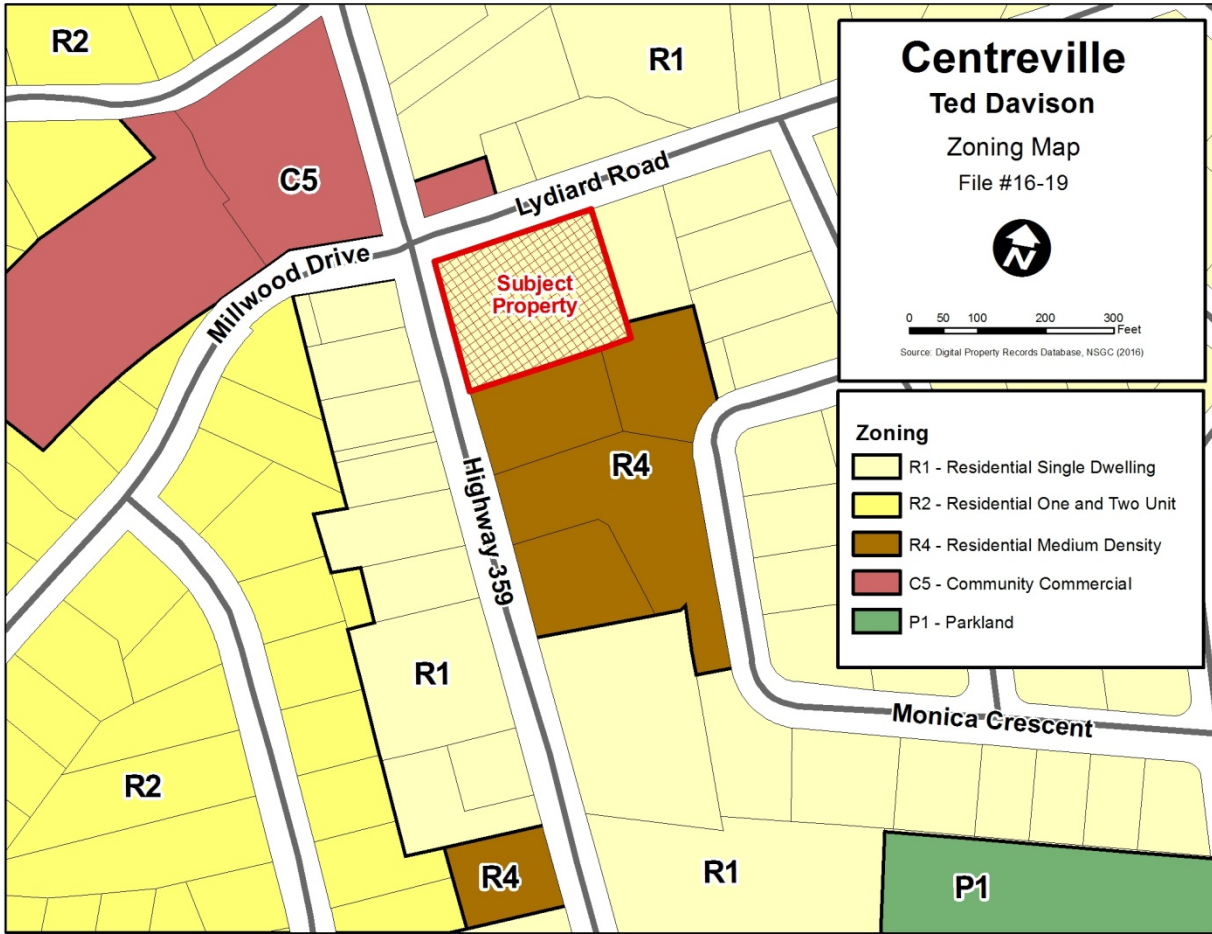 Centreville
Ted Davison
Zoning Map
File #16-19
N
0 50 100 200 300
Feet
Source: Digital Property Records Database, NSGC (2016)
Zoning
R1 - Residential Single Dwelling
R2 - Residential One and Two Unit
R4 - Residential Medium Density
C5 - Community Commercial
P1 - Parkland
R2
R1
C5
Lydiard Road
Millwood Drive
Subject
Property
R4
Highway 359
R1
Monica Crescent
R2
R4
R1
P1